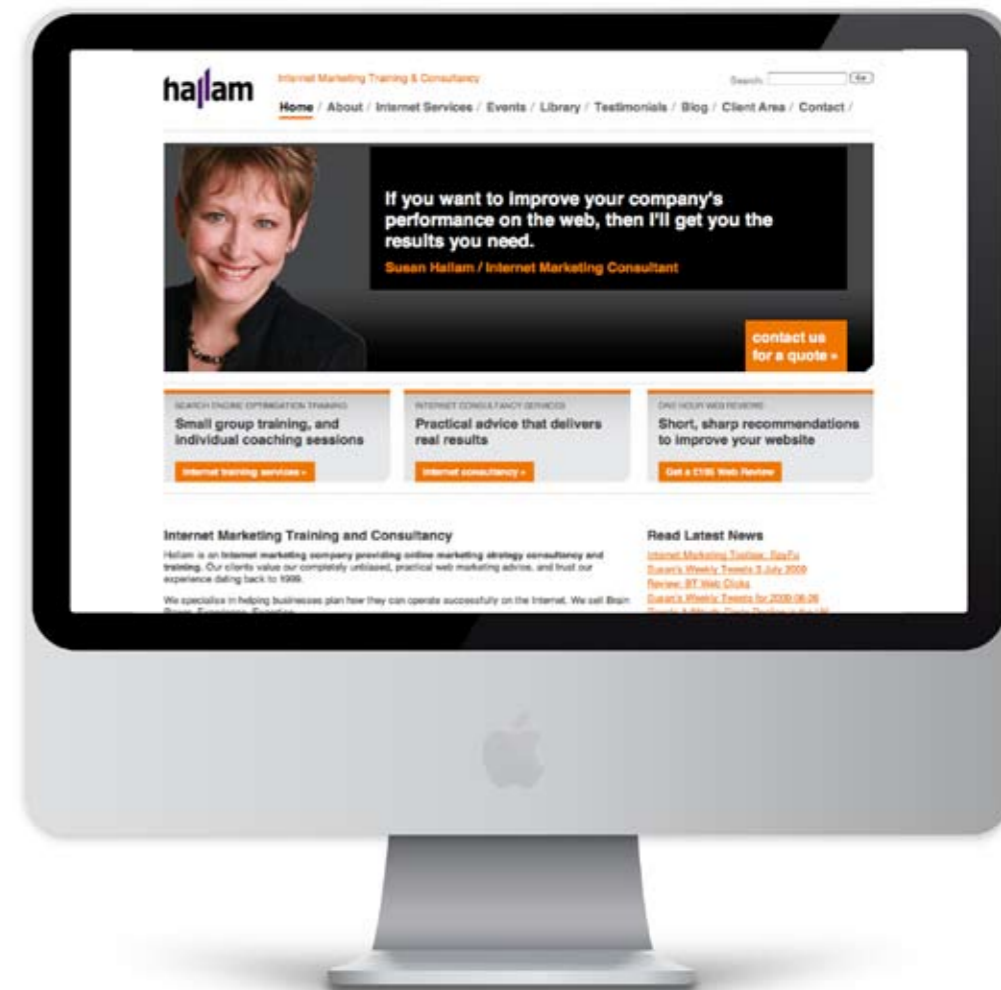 hallam
Internet Marketing Training & Consultancy
Search:
Go
Home / About / Internet Services / Events / Library / Testimonials / Blog / Client Area / Contact /
If you want to improve your company's
performance on the web, then I'll get you the
results you need.
Susan Hallam / Internet Marketing Consultant
contact us
for a quote »
SEARCH ENGINE OPTIMISATION TRAINING
Small group training, and
individual coaching sessions
Internet training services »
INTERNET CONSULTANCY SERVICES
Practical advice that delivers
real results
Internet consultancy »
ONE HOUR WEB REVIEWS
Short, sharp recommendations
to improve your website
Get a £195 Web Review
Internet Marketing Training and Consultancy
Hallam is an Internet marketing company providing online marketing strategy consultancy and
training. Our clients value our completely unbiased, practical web marketing advice, and trust our
experience dating back to 1999.
We specialise in helping businesses plan how they can operate successfully on the Internet. We sell Brain
Read Latest News
Internet Marketing Toolbox: SpyFu
Susan's Weekly Tweets 3 July 2009
Review: BT Web Clicks
Susan's Weekly Tweets for 2009-06-26